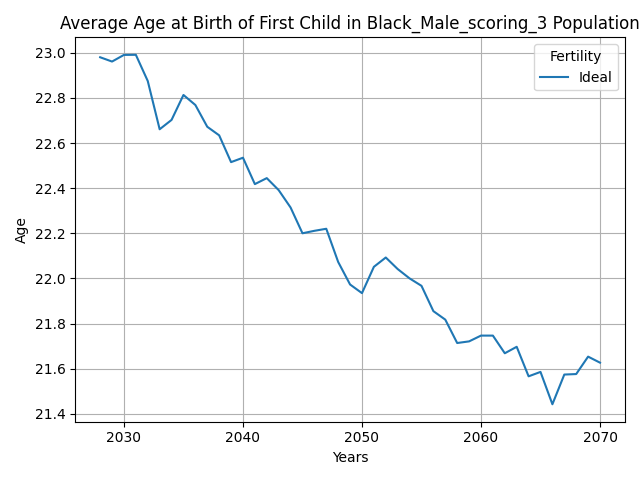 Average Age at Birth of First Child in Black_Male_scoring_3 Population
Fertility
Ideal
Age
23.0
22.8
22.6
22.4
22.2
22.0
21.8
21.6
21.4
2030 2040 2050 2060 2070
Years